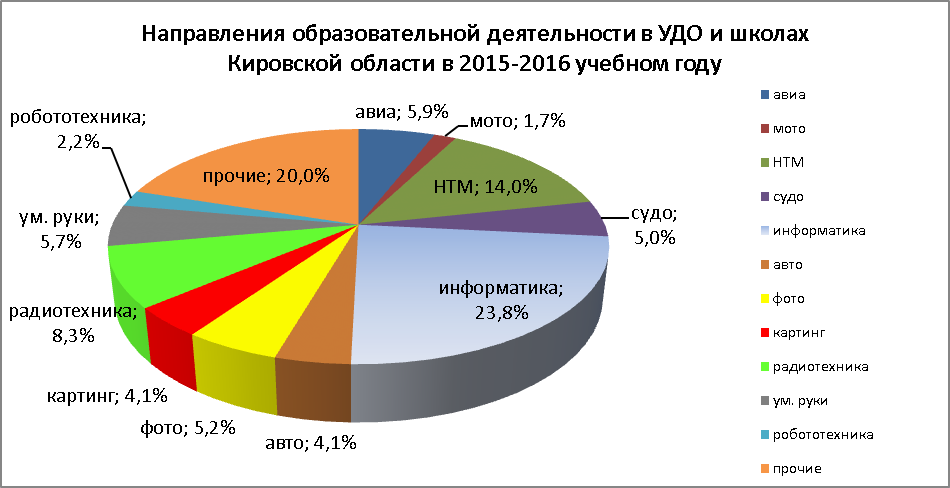 Направления образовательной деятельности в УДО и школах
Кировской области в 2015-2016 учебном году
авиа; 5,9%
мото; 1,7%
НТМ; 14,0%
судо;
5,0%
информатика;
23,8%
авто; 4,1%
фото; 5,2%
картинг; 4,1%
радиотехника;
8,3%
ум. руки;
5,7%
робототехника;
2,2%
прочие; 20,0%
авиа
мото
НТМ
судо
информатика
авто
фото
картинг
радиотехника
ум. руки
робототехника
прочие